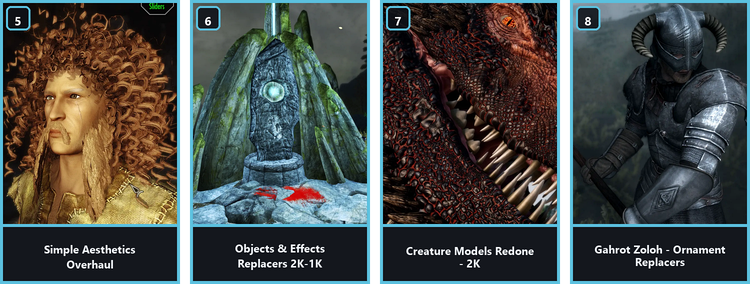 5
Sliders
Simple Aesthetics
Overhaul
6
Objects & Effects
Replacers 2K-1K
7
Creature Models Redone
- 2K
8
Gahrot Zoloh - Ornament
Replacers